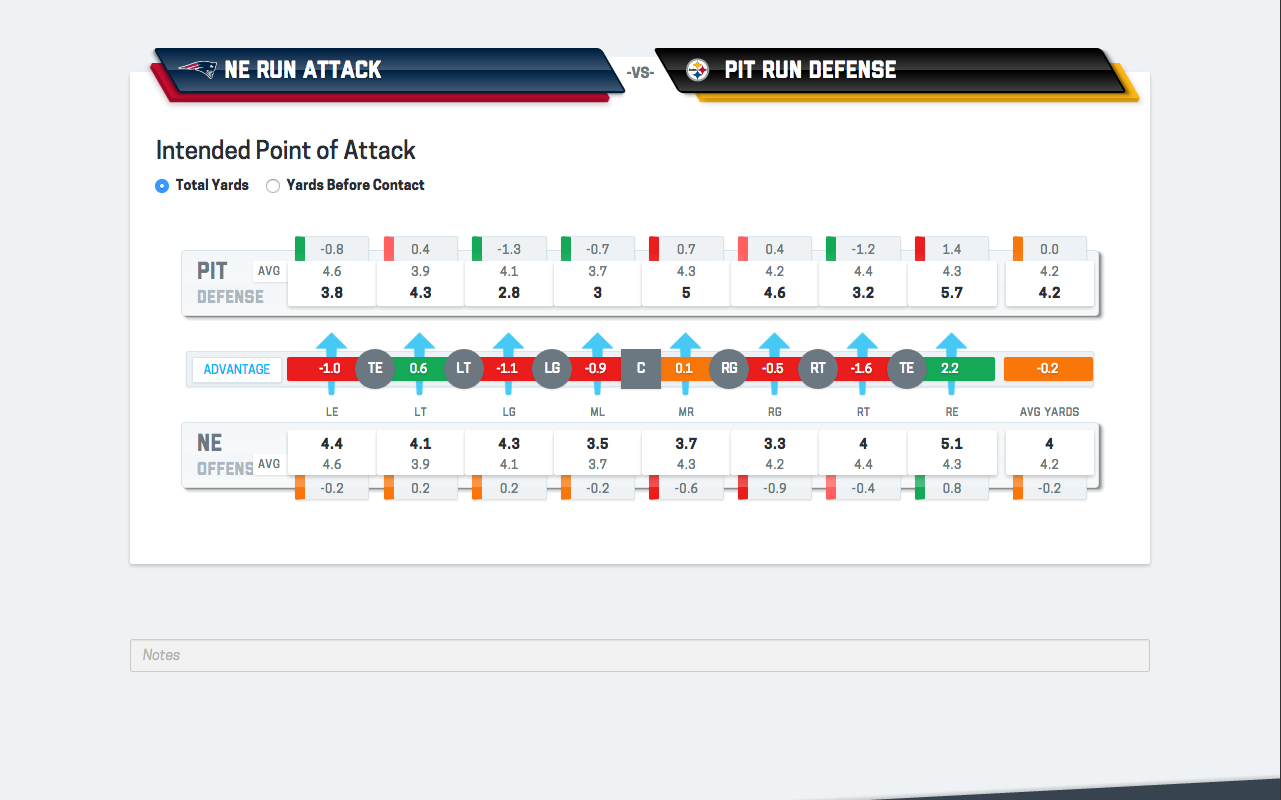 NE RUN ATTACK -VS- PIT RUN DEFENSE
Intended Point of Attack
Total Yards Yards Before Contact
-0.8 0.4 -1.3 -0.7 0.7 0.4 -1.2 1.4 0.0
PIT AVG 4.6 3.9 4.1 3.7 4.3 4.2 4.4 4.3 4.2
DEFENSE 3.8 4.3 2.8 3 5 4.6 3.2 5.7 4.2
ADVANTAGE -1.0 TE 0.6 LT -1.1 LG -0.9 C 0.1 RG -0.5 RT -1.6 TE 2.2 -0.2
LE LT LG ML MR RG RT RE AVG YARDS
NE 4.4 4.1 4.3 3.5 3.7 3.3 4 5.1 4
OFFENS AVG 4.6 3.9 4.1 3.7 4.3 4.2 4.4 4.3 4.2
-0.2 0.2 0.2 -0.2 -0.6 -0.9 -0.4 0.8 -0.2
Notes